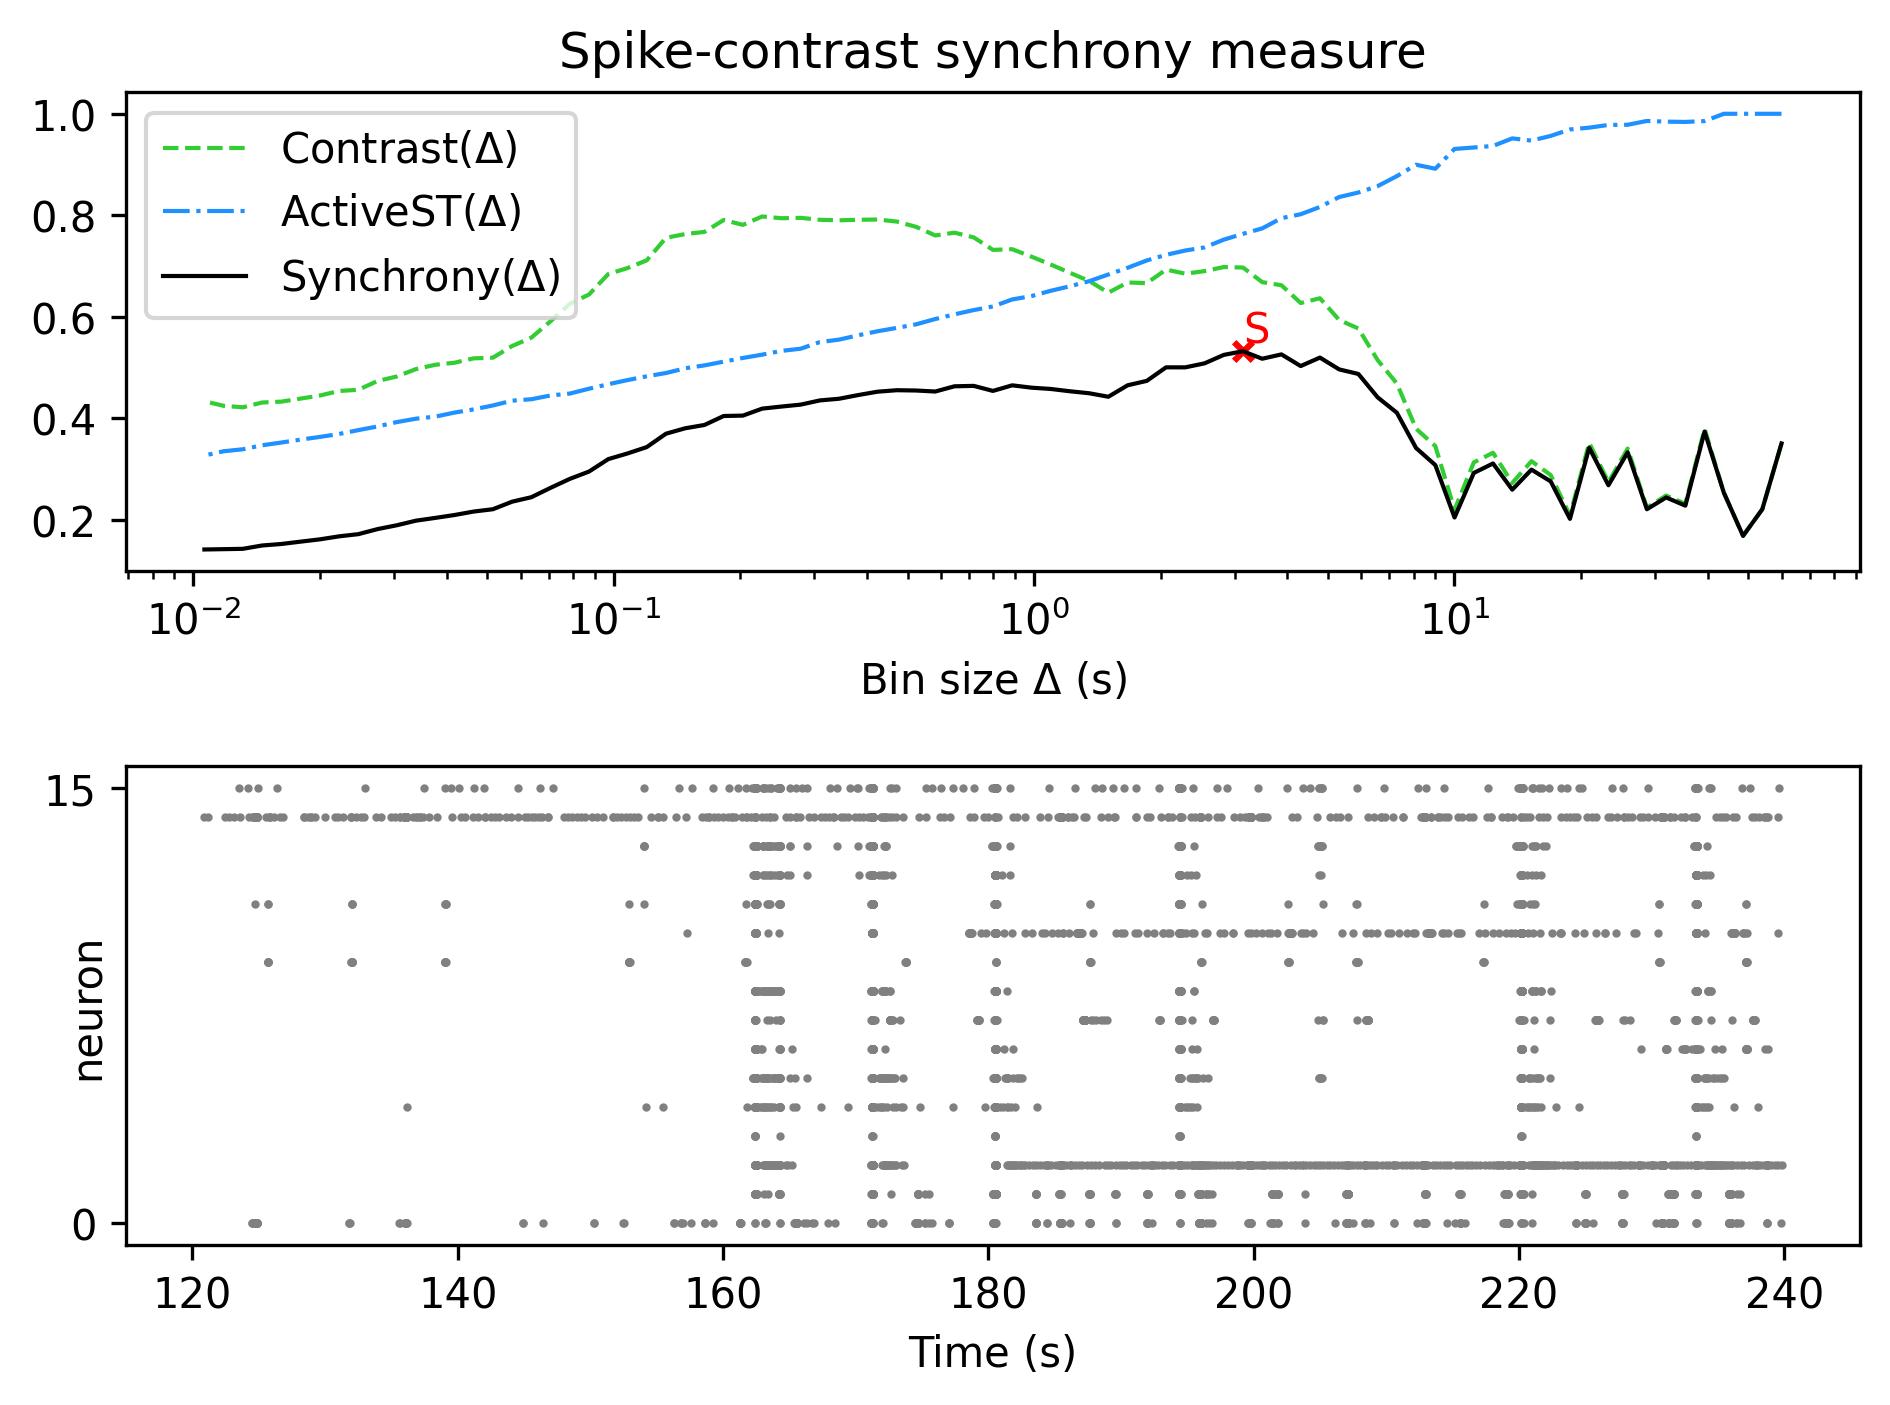 Spike-contrast synchrony measure
1.0
0.8
0.6
0.4
0.2
Contrast(Δ)
ActiveST(Δ)
Synchrony(Δ)
S
10⁻² 10⁻¹ 10⁰ 10¹
Bin size Δ (s)
15
0
neuron
120 140 160 180 200 220 240
Time (s)